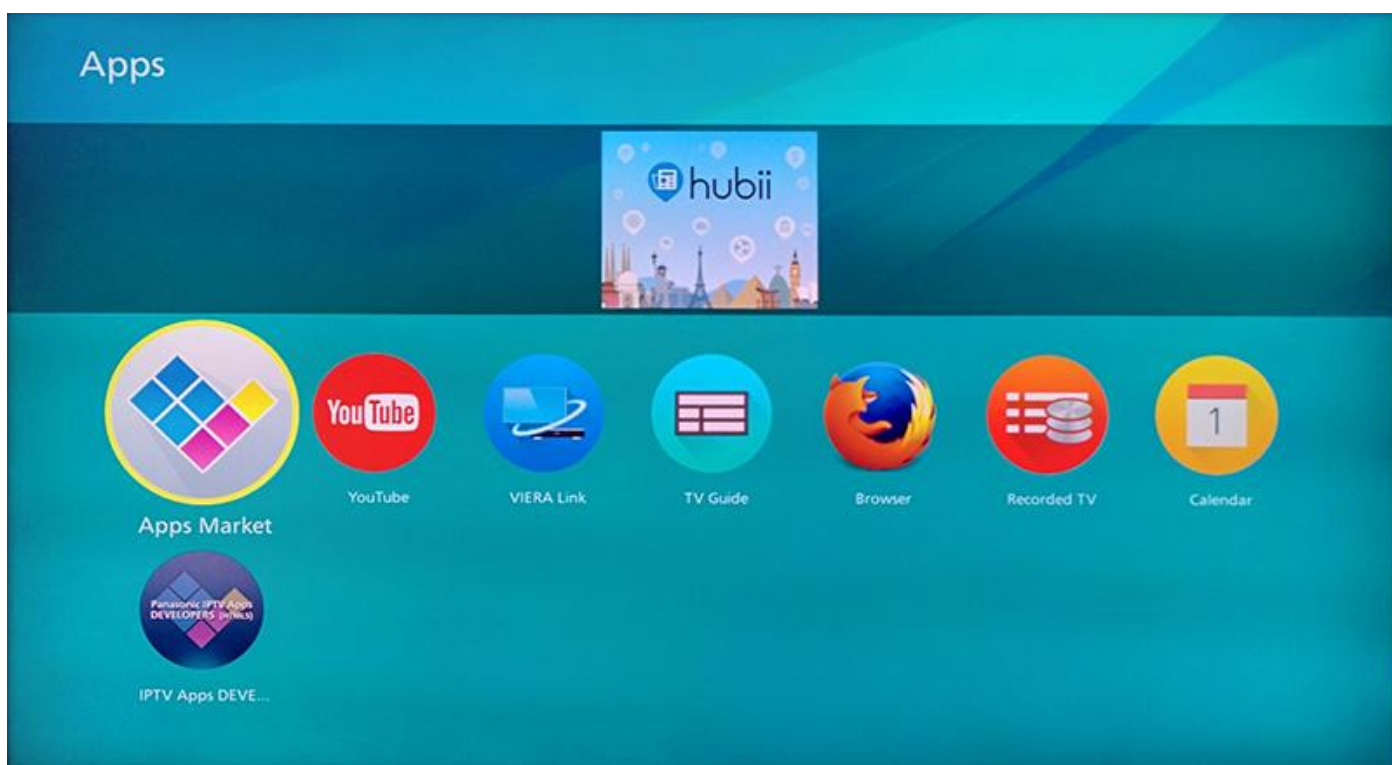 Apps
hubii
You Tube
1
YouTube
VIERA Link
TV Guide
Browser
Recorded TV
Calendar
Apps Market
Panasonic IPTV Apps
DEVELOPERS (HTML5)
IPTV Apps DEVE...